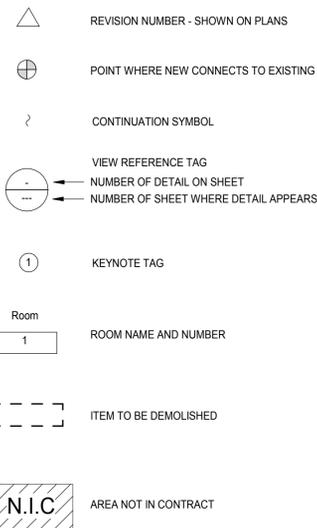 REVISION NUMBER - SHOWN ON PLANS
POINT WHERE NEW CONNECTS TO EXISTING
CONTINUATION SYMBOL
VIEW REFERENCE TAG
- NUMBER OF DETAIL ON SHEET
--- NUMBER OF SHEET WHERE DETAIL APPEARS
1 KEYNOTE TAG
Room
1 ROOM NAME AND NUMBER
ITEM TO BE DEMOLISHED
N.I.C AREA NOT IN CONTRACT